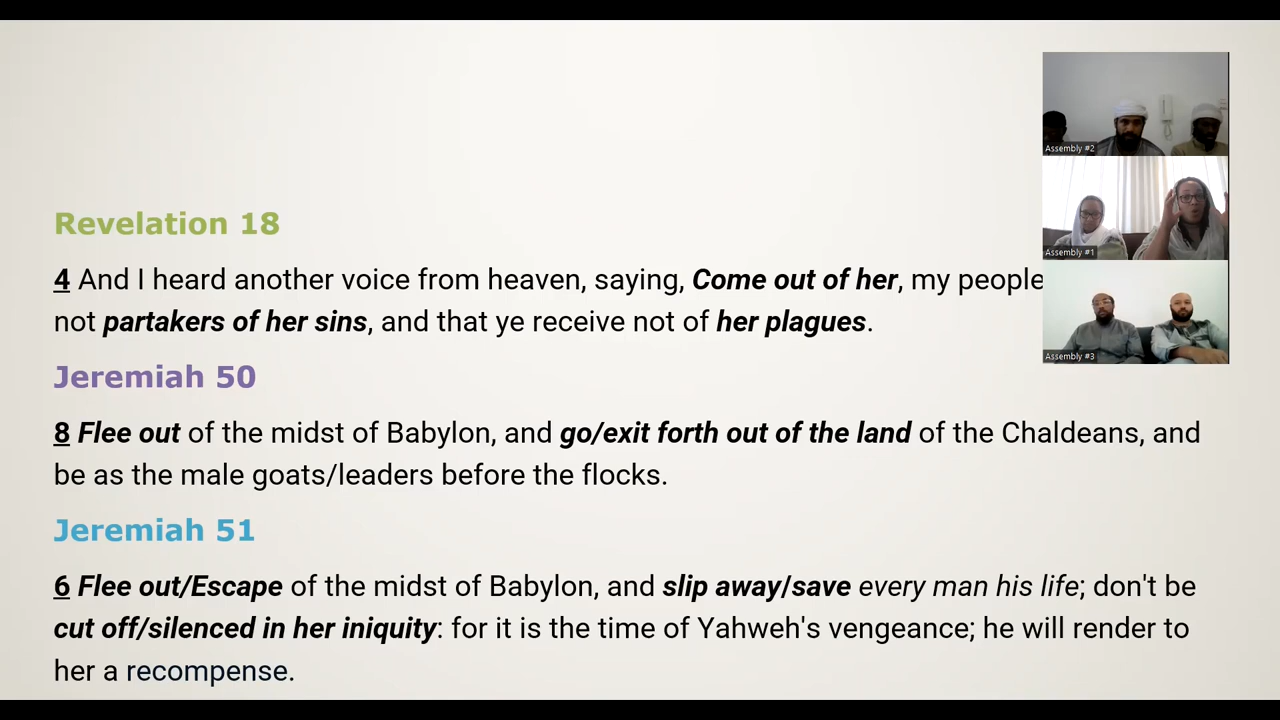 Assembly #2
Revelation 18
Assembly #1
4 And I heard another voice from heaven, saying, Come out of her, my people
not partakers of her sins, and that ye receive not of her plagues.
Assembly #3
Jeremiah 50
8 Flee out of the midst of Babylon, and go/exit forth out of the land of the Chaldeans, and
be as the male goats/leaders before the flocks.
Jeremiah 51
6 Flee out/Escape of the midst of Babylon, and slip away/save every man his life; don't be
cut off/silenced in her iniquity: for it is the time of Yahweh's vengeance; he will render to
her a recompense.